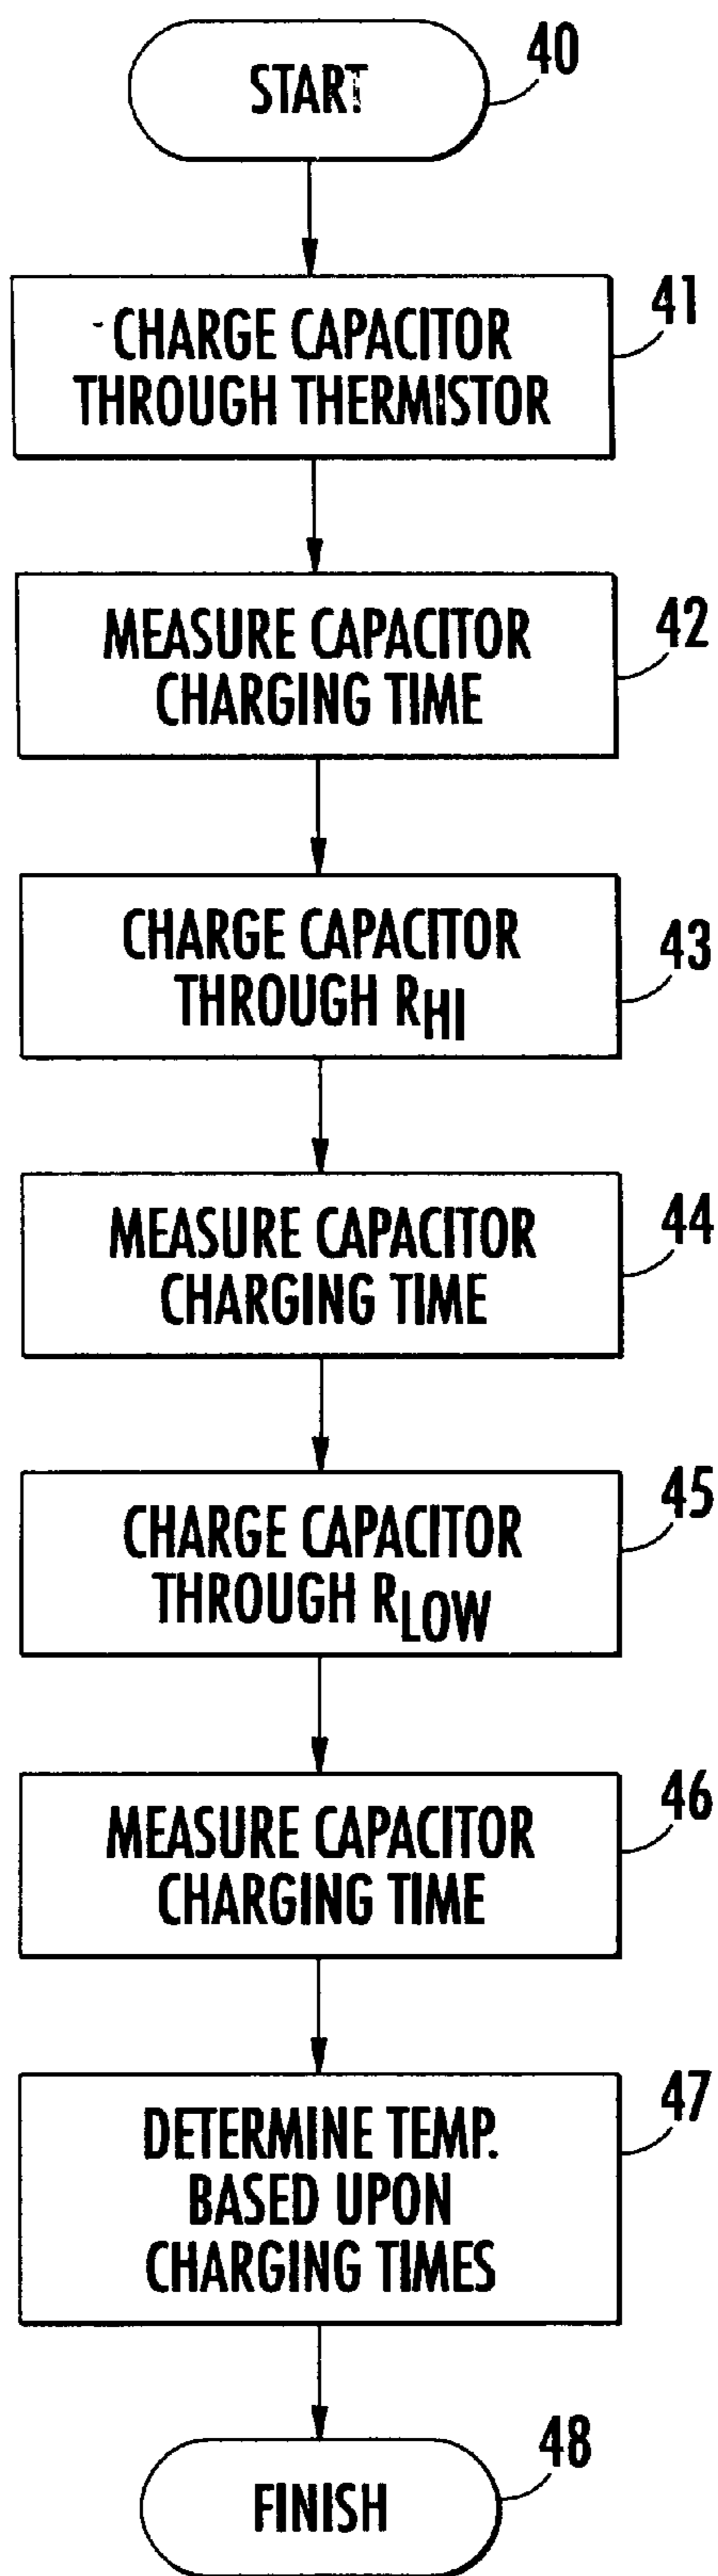 START
40
CHARGE CAPACITOR
THROUGH THERMISTOR
41
MEASURE CAPACITOR
CHARGING TIME
42
CHARGE CAPACITOR
THROUGH RHI
43
MEASURE CAPACITOR
CHARGING TIME
44
CHARGE CAPACITOR
THROUGH RLOW
45
MEASURE CAPACITOR
CHARGING TIME
46
DETERMINE TEMP.
BASED UPON
CHARGING TIMES
47
FINISH
48